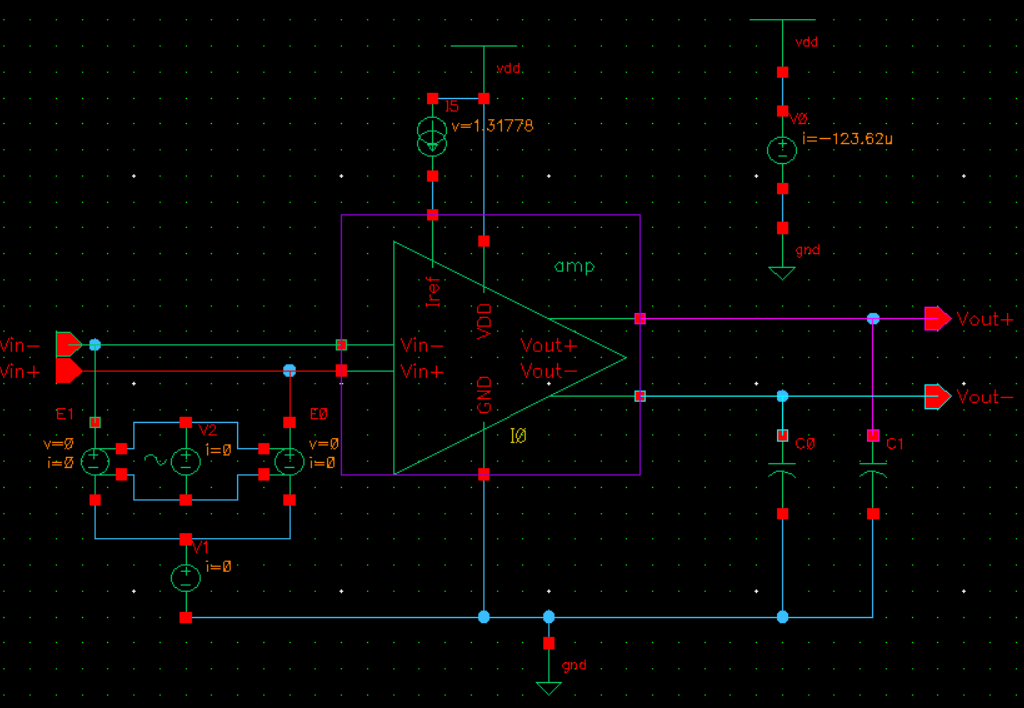 vdd
vdd
I5
v=1.31778
V0
i=-123.62u
gnd
amp
Iref
VDD
Vout+
Vin-
Vin-
Vout+
Vin+
Vin+
Vout-
GND
Vout-
I0
E1
V2
E0
C0
C1
v=0
i=0
v=0
i=0
i=0
V1
i=0
gnd